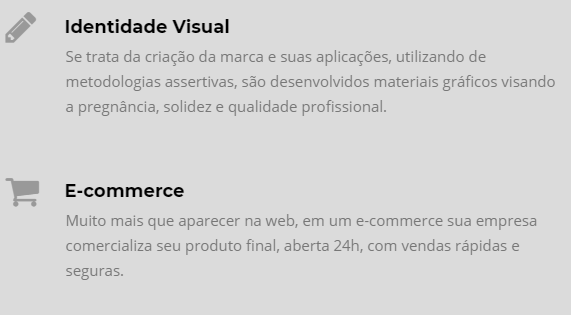 Identidade Visual
Se trata da criação da marca e suas aplicações, utilizando de
metodologias assertivas, são desenvolvidos materiais gráficos visando
a pregnância, solidez e qualidade profissional.
E-commerce
Muito mais que aparecer na web, em um e-commerce sua empresa
comercializa seu produto final, aberta 24h, com vendas rápidas e
seguras.